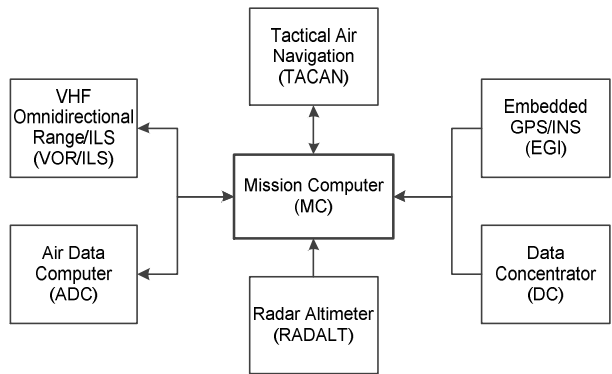 Tactical Air
Navigation
(TACAN)
VHF
Omnidirectional
Range/ILS
(VOR/ILS)
Embedded
GPS/INS
(EGI)
Mission Computer
(MC)
Air Data
Computer
(ADC)
Radar Altimeter
(RADALT)
Data
Concentrator
(DC)